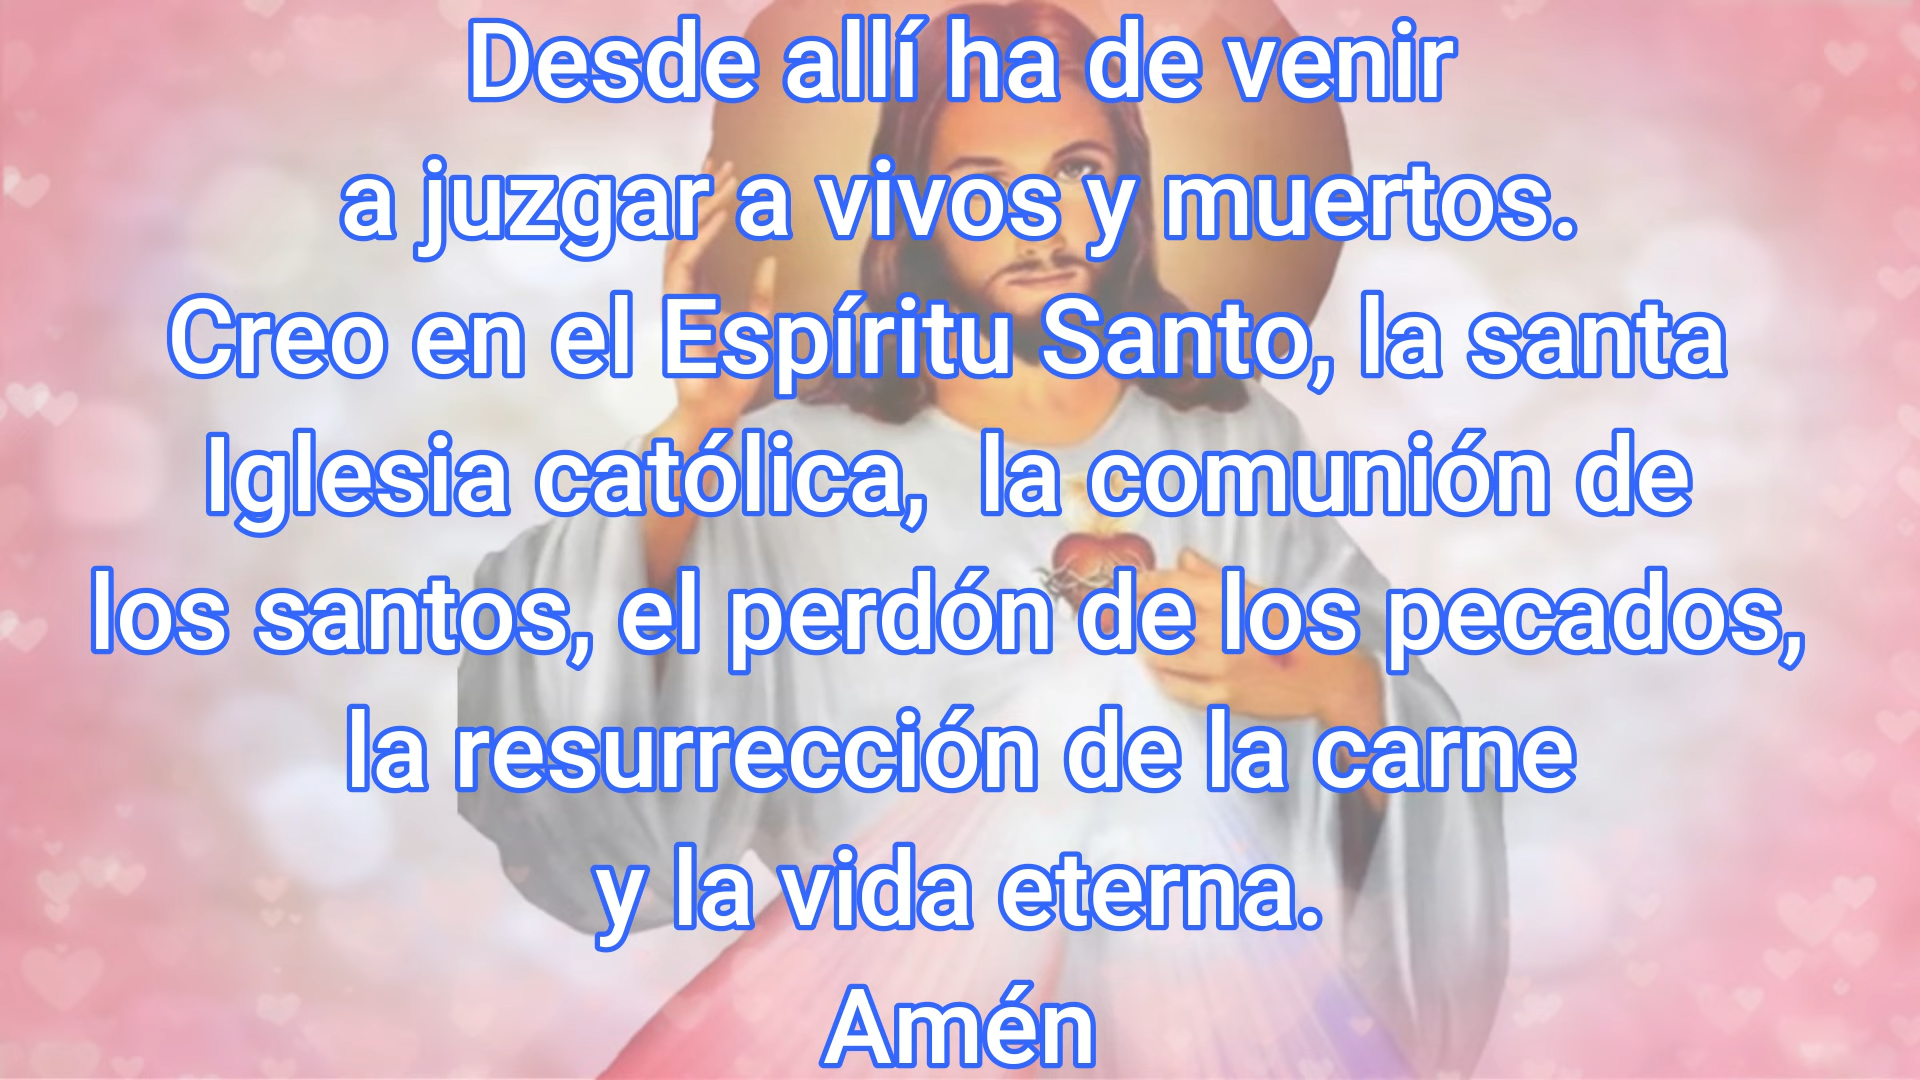 Desde allí ha de venir
a juzgar a vivos y muertos.
Creo en el Espíritu Santo, la santa
Iglesia católica,  la comunión de
los santos, el perdón de los pecados,
la resurrección de la carne
y la vida eterna.
Amén